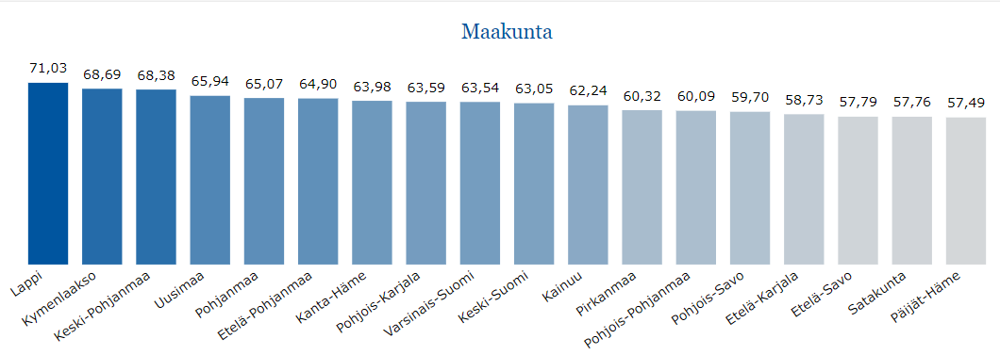 Maakunta
71,03
68,69
68,38
65,94
65,07
64,90
63,98
63,59
63,54
63,05
62,24
60,32
60,09
59,70
58,73
57,79
57,76
57,49
Lappi
Kymenlaakso
Keski-Pohjanmaa
Uusimaa
Pohjanmaa
Etelä-Pohjanmaa
Kanta-Häme
Pohjois-Karjala
Varsinais-Suomi
Keski-Suomi
Kainuu
Pirkanmaa
Pohjois-Pohjanmaa
Pohjois-Savo
Etelä-Karjala
Etelä-Savo
Satakunta
Päijät-Häme